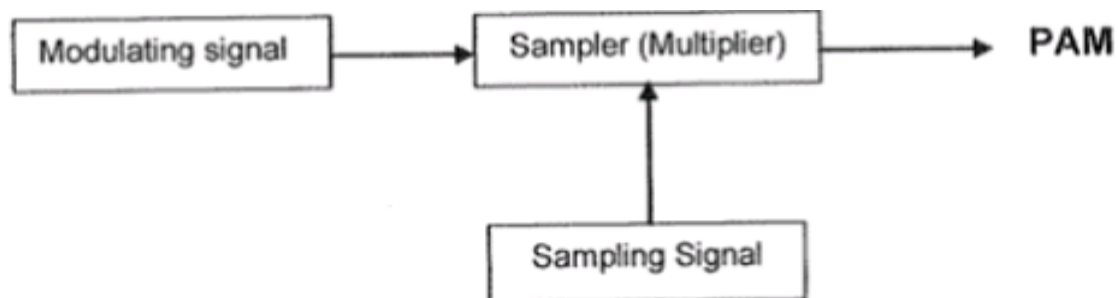 Modulating signal
Sampler (Multiplier)
PAM
Sampling Signal